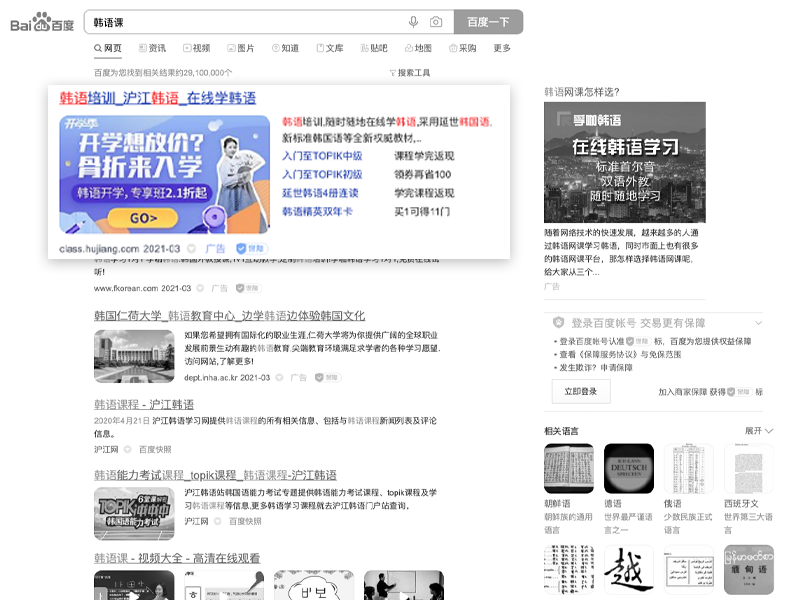 Bai du 百度
韩语课
百度一下
网页 资讯 视频 图片 知道 文库 贴吧 地图 采购 更多
百度为您找到相关结果约29,100,000个
搜索工具
韩语培训_沪江韩语_在线学韩语
开学季
开学想放价?
骨折来入学
韩语开学,专享班2.1折起
GO>
韩语培训,随时随地在线学韩语,采用延世韩国语,
新标准韩国语等全新权威教材,...
入门至TOPIK中级 课程学完返现
入门至TOPIK初级 领券再省100
延世韩语4册连读 学完课程返现
韩语精英双年卡 买1可得11门
class.hujiang.com 2021-03 广告 保障
听!
www.fkorean.com 2021-03 广告 保障
韩国仁荷大学_韩语教育中心_边学韩语边体验韩国文化
如果您希望拥有国际化的职业生涯,仁荷大学将为你提供广阔的全球职业
发展前景生动有趣的韩语教育.尖端教育环境满足求学者的各种学习愿望.
访问网站,了解更多!
dept.inha.ac.kr 2021-03 广告 保障
韩语课程 - 沪江韩语
2020年4月21日 沪江韩语学习网提供韩语课程的所有相关信息、包括与韩语课程新闻列表及评论
信息。
沪江网 百度快照
韩语能力考试课程_topik课程_韩语课程-沪江韩语
TOPIK
韩国语能力考试
沪江韩语站韩国语能力考试专题提供韩语能力考试课程、topik课程及学
习韩语课程等信息,更多韩语学习课程就去沪江韩语门户站查询，
沪江网 百度快照
韩语课 - 视频大全 - 高清在线观看
바보
韩语网课怎样选?
孚咖韩语
在线韩语学习
标准首尔音
双语外教
随时随地学习
随着网络技术的快速发展，越来越多的人通
过韩语网课学习韩语，同时市面上也有很多
的韩语网课平台，那怎样选择韩语网课呢,
给大家从三个...
广告
登录百度帐号 交易更有保障
• 登录百度帐号认准 保障 标，百度为您提供权益保障
• 查看《保障服务协议》与免保范围
• 发生欺诈？申请保障
立即登录
加入商家保障 获得 保障 标
相关语言
展开
DEUTSCH
朝鲜语 德语 俄语 西班牙文
朝鲜族的通用 世界最严谨语 少数民族正式 世界第三大语
语言 言之一 语言 言
越
缅甸语